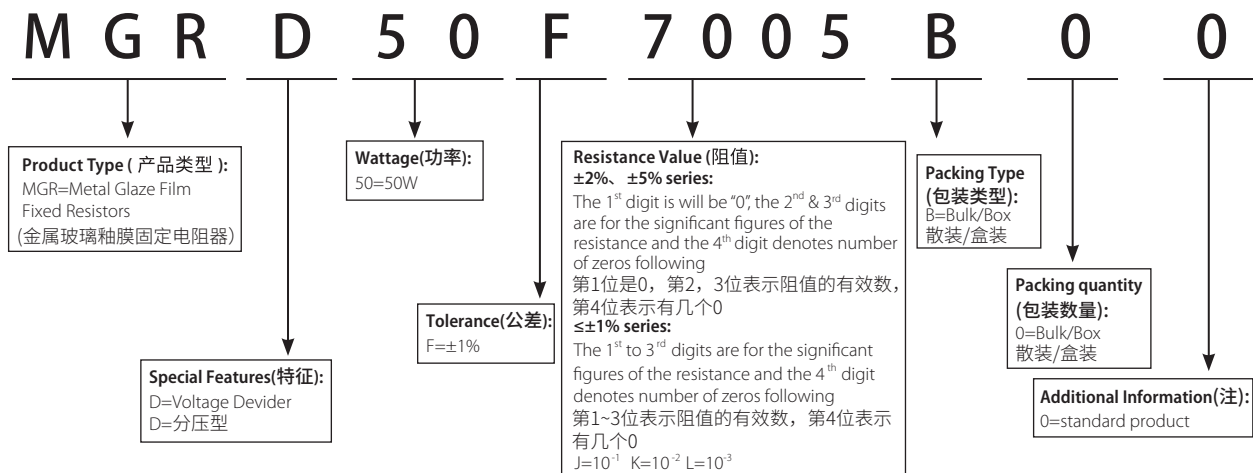 M G R D 5 0 F 7 0 0 5 B 0 0
Product Type ( 产品类型 ):
MGR=Metal Glaze Film
Fixed Resistors
(金属玻璃釉膜固定电阻器)
Special Features(特征):
D=Voltage Devider
D=分压型
Wattage(功率):
50=50W
Tolerance(公差):
F=±1%
Resistance Value (阻值):
±2%、 ±5% series:
The 1st digit is will be "0", the 2nd & 3rd digits
are for the significant figures of the
resistance and the 4th digit denotes number
of zeros following
第1位是0，第2，3位表示阻值的有效数，
第4位表示有几个0
≤±1% series:
The 1st to 3rd digits are for the significant
figures of the resistance and the 4th digit
denotes number of zeros following
第1~3位表示阻值的有效数，第4位表示
有几个0
J=10⁻¹ K=10⁻² L=10⁻³
Packing Type
(包装类型):
B=Bulk/Box
散装/盒装
Packing quantity
(包装数量):
0=Bulk/Box
散装/盒装
Additional Information(注):
0=standard product